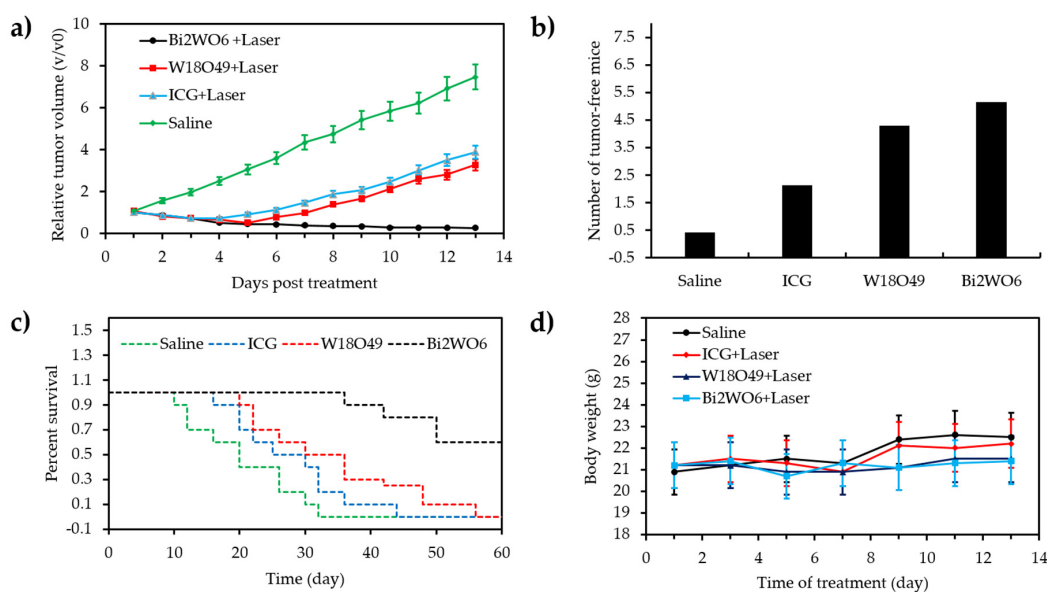 a)
10
8
6
4
2
0
Relative tumor volume (v/v0)
Bi2WO6 +Laser
W18O49+Laser
ICG+Laser
Saline
0 2 4 6 8 10 12 14
Days post treatment
b)
7.5
5.5
4.5
2.5
0.5
-0.5
Number of tumor-free mice
Saline ICG W18O49 Bi2WO6
c)
1.5
1.3
1.1
0.9
0.7
0.5
0.3
0.1
-0.1
Percent survival
Saline ICG W18O49 Bi2WO6
0 10 20 30 40 50 60
Time (day)
d)
28
27
26
25
24
23
22
21
20
19
18
Body weight (g)
Saline
ICG+Laser
W18O49+Laser
Bi2WO6+Laser
0 2 4 6 8 10 12 14
Time of treatment (day)